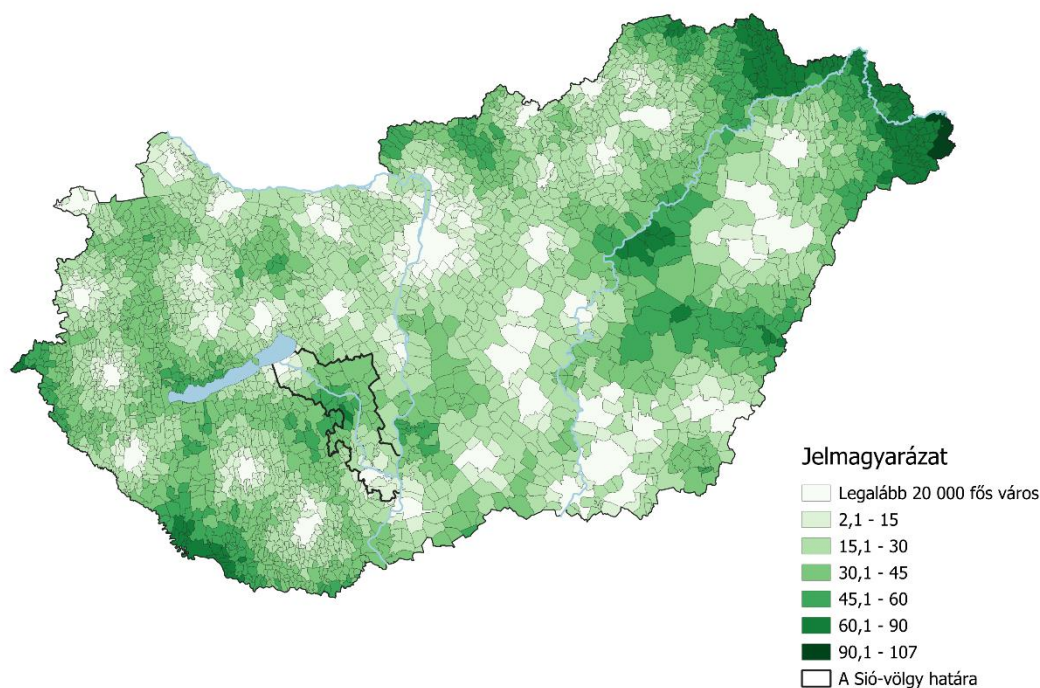 Jelmagyarázat
Legalább 20 000 fős város
2,1 - 15
15,1 - 30
30,1 - 45
45,1 - 60
60,1 - 90
90,1 - 107
A Sió-völgy határa